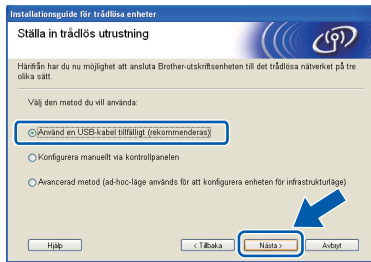 Installationsguide för trådlösa enheter
Ställa in trådlös utrustning
Härifrån har du nu möjlighet att ansluta Brother-utskriftsenheten till det trådlösa nätverket på tre
olika sätt.
Välj den metod du vill använda:
Använd en USB-kabel tillfälligt (rekommenderas)
Konfigurera manuellt via kontrollpanelen
Avancerad metod (ad-hoc-läge används för att konfigurera enheten för infrastrukturläge)
Hjälp < Tillbaka Nästa > Avbryt